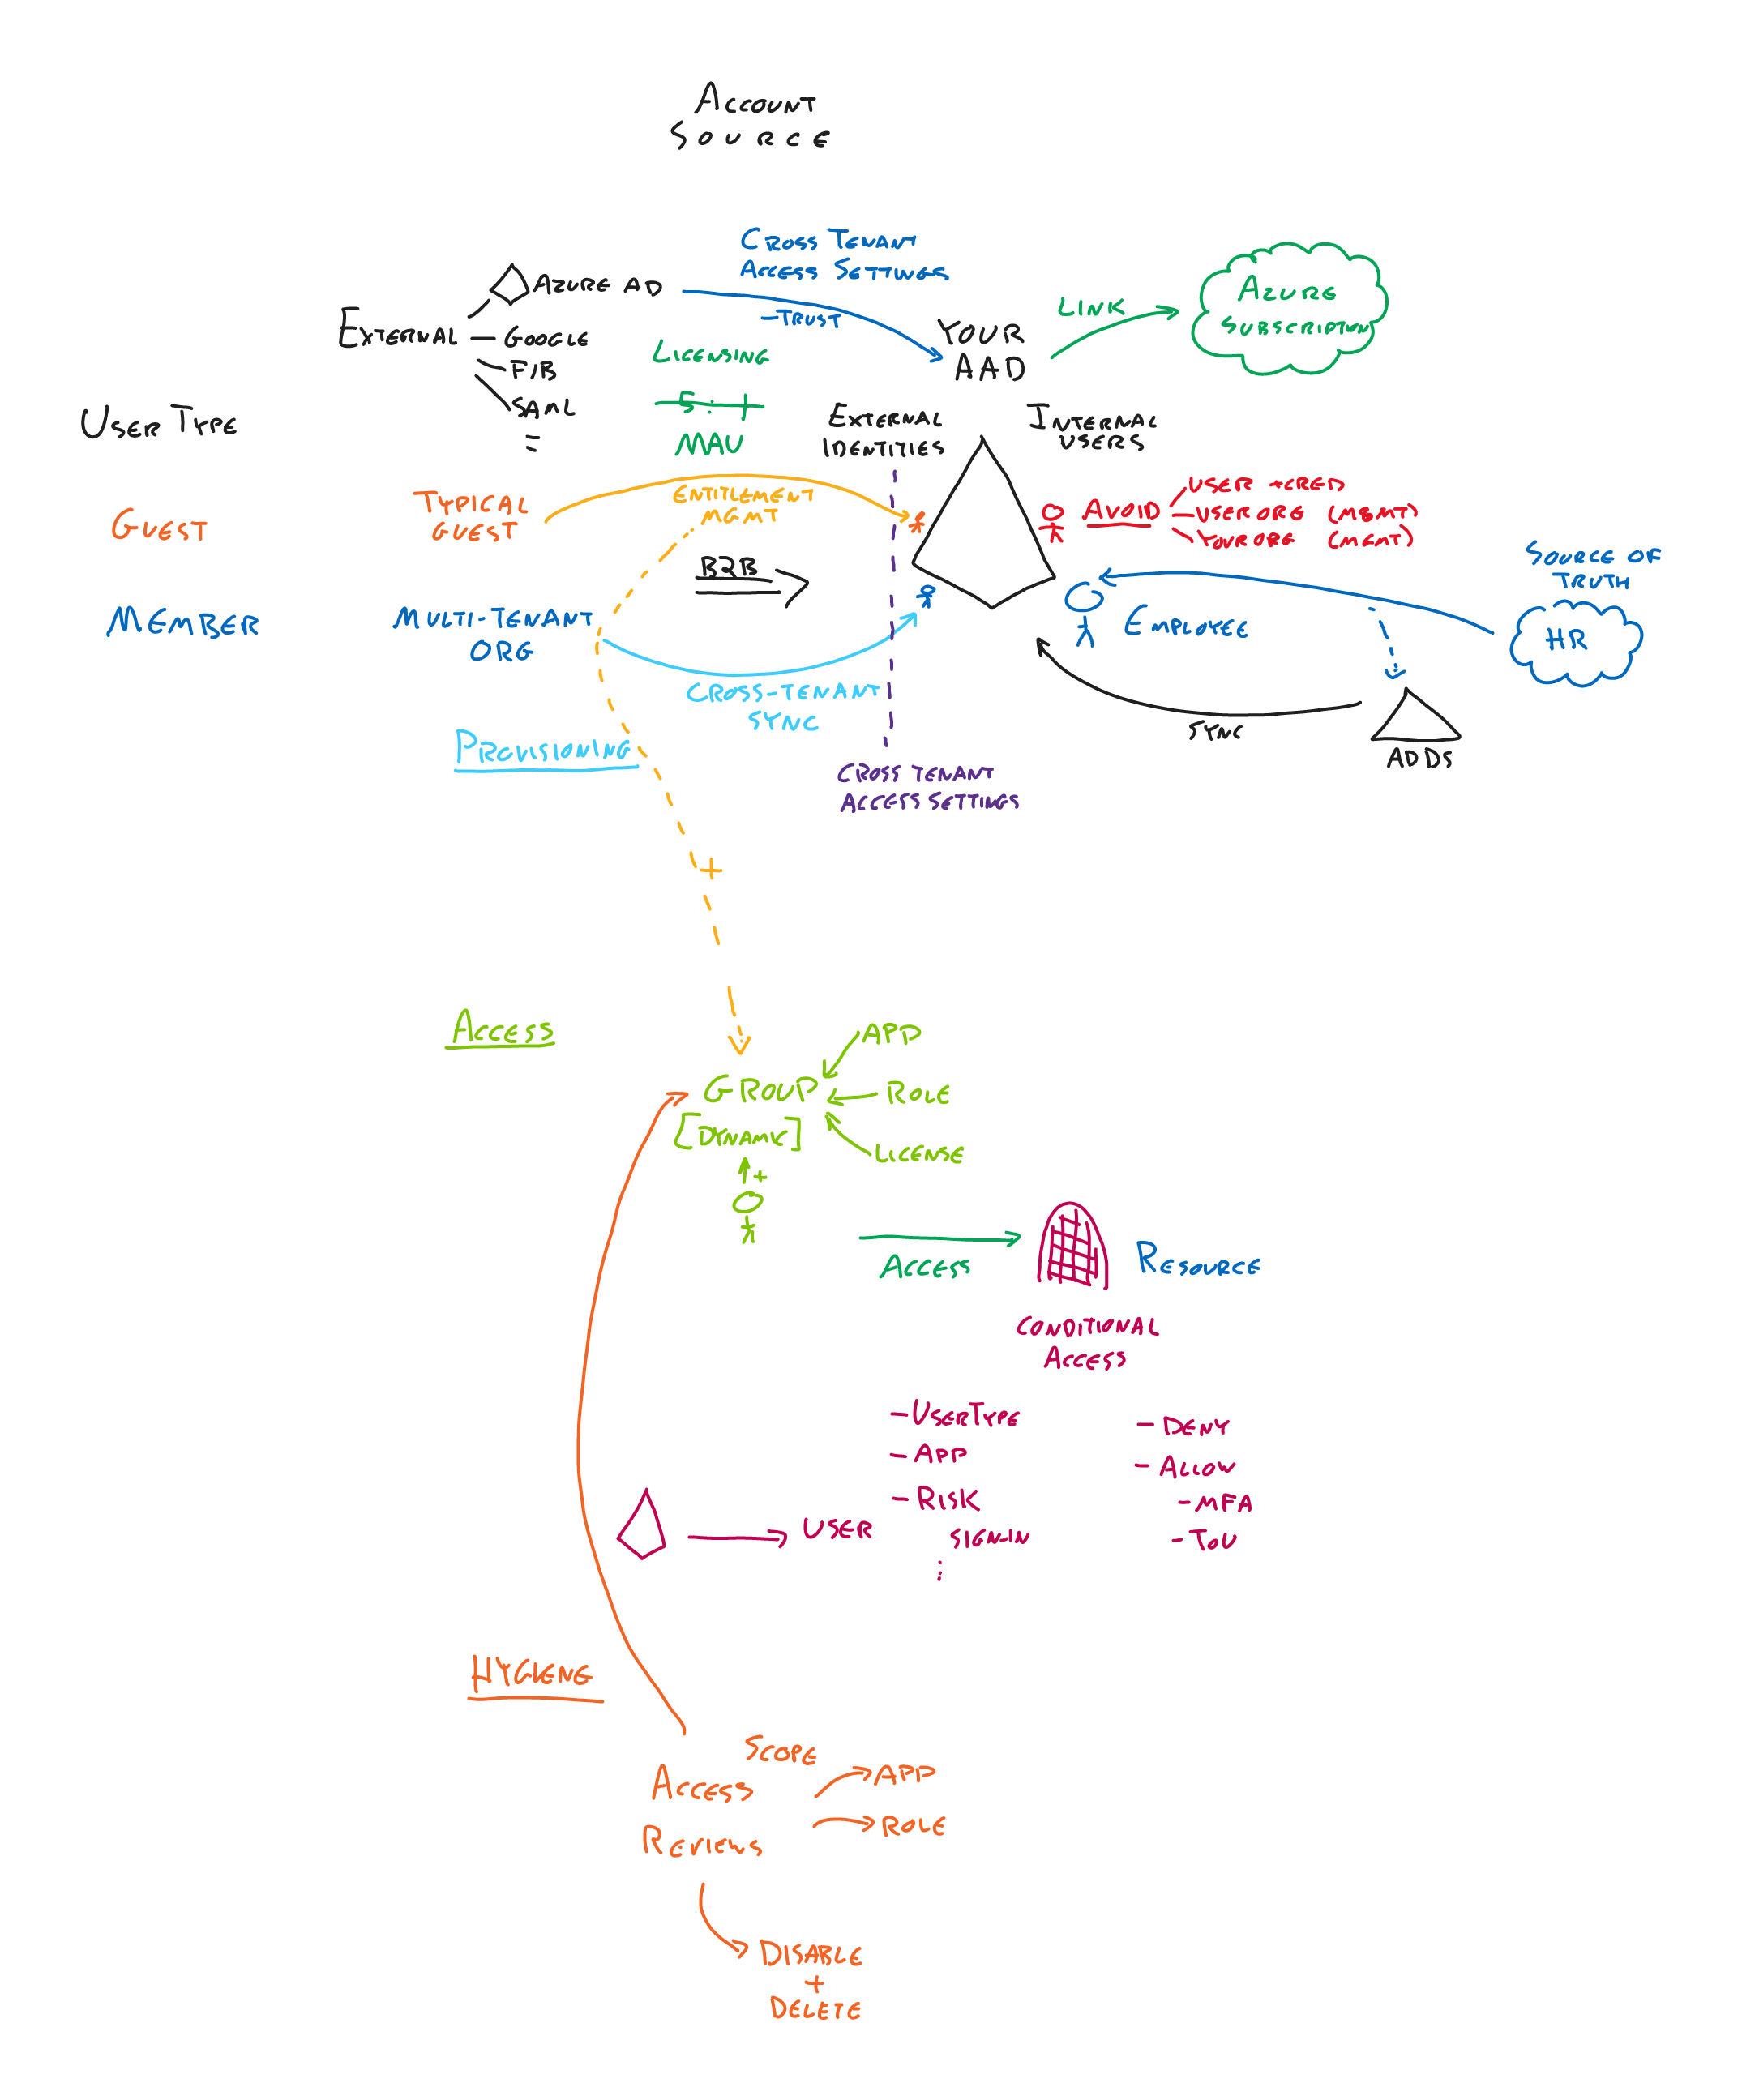 ACCOUNT
SOURCE
CROSS TENANT
ACCESS SETTINGS
AZURE AD
-TRUST
LINK
AZURE
SUBSCRIPTION
EXTERNAL
GOOGLE
FIB
SAML
LICENSING
5:1
MAU
YOUR
AAD
USER TYPE
EXTERNAL
IDENTITIES
INTERNAL
USERS
GUEST
TYPICAL
GUEST
ENTITLEMENT
MGMT
AVOID
USER +CRED
USER ORG (MGMT)
YOUR ORG (MGMT)
B2B
SOURCE OF
TRUTH
HR
MEMBER
MULTI-TENANT
ORG
EMPLOYEE
CROSS-TENANT
SYNC
SYNC
ADDS
PROVISIONING
CROSS TENANT
ACCESS SETTINGS
+
ACCESS
APP
GROUP
ROLE
[DYNAMIC]
LICENSE
+
ACCESS
RESOURCE
CONDITIONAL
ACCESS
- USERTYPE
- APP
- RISK
SIGN-IN
⋮
- DENY
- ALLOW
- MFA
- TOU
USER
HYGIENE
SCOPE
ACCESS
REVIEWS
APP
ROLE
DISABLE
+
DELETE